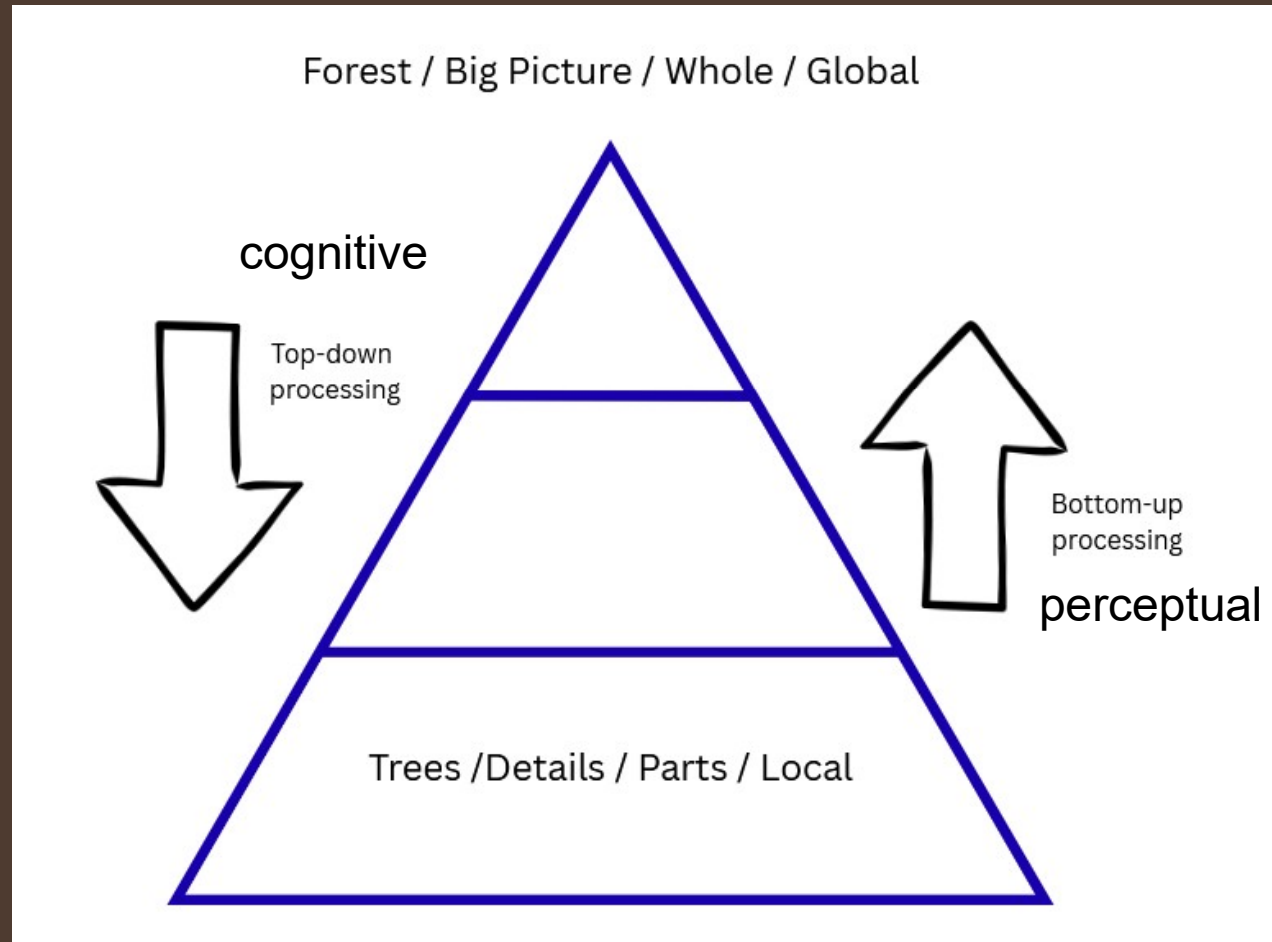 Forest / Big Picture / Whole / Global
cognitive
Top-down
processing
Bottom-up
processing
perceptual
Trees /Details / Parts / Local